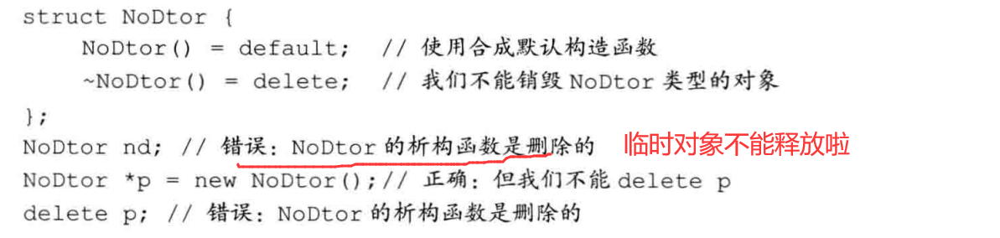 struct NoDtor {
NoDtor() = default; // 使用合成默认构造函数
~NoDtor() = delete; // 我们不能销毁 NoDtor 类型的对象
};
NoDtor nd; // 错误：NoDtor 的析构函数是删除的 临时对象不能释放啦
NoDtor *p = new NoDtor();// 正确：但我们不能 delete p
delete p; // 错误：NoDtor 的析构函数是删除的